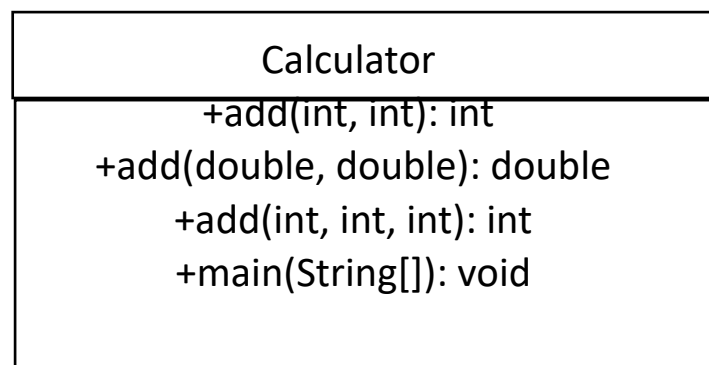 Calculator
+add(int, int): int
+add(double, double): double
+add(int, int, int): int
+main(String[]): void